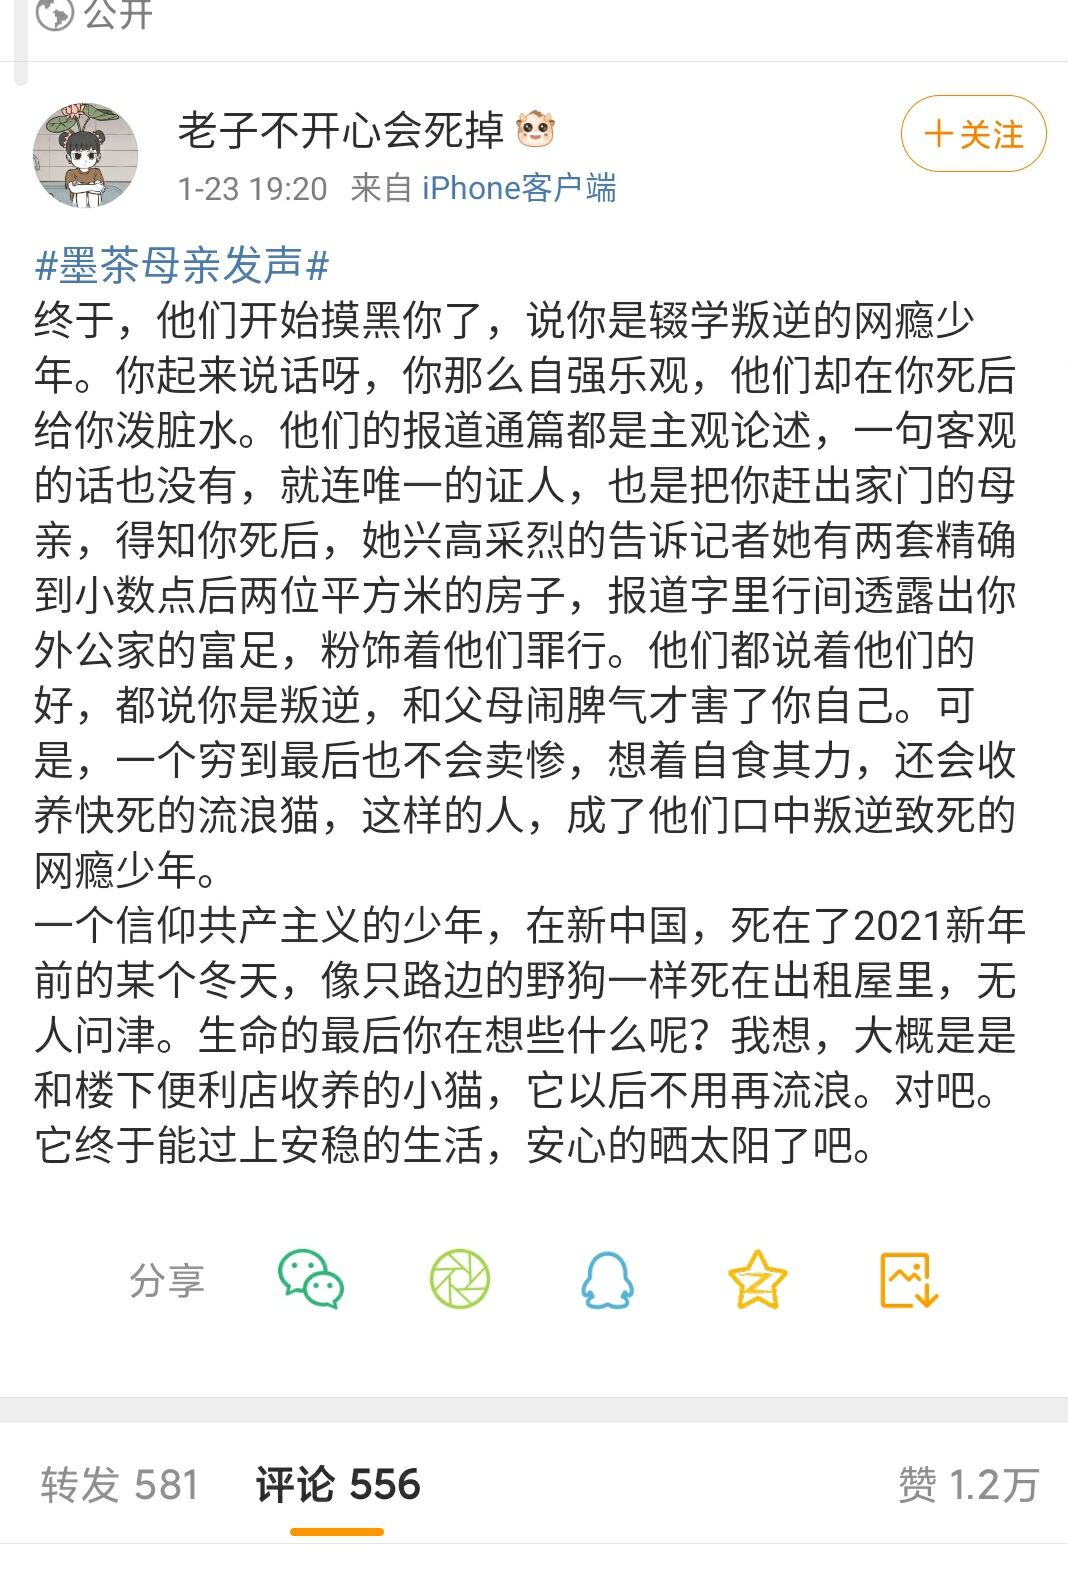 公开
老子不开心会死掉
+关注
1-23 19:20 来自 iPhone客户端
#墨茶母亲发声#
终于，他们开始摸黑你了，说你是辍学叛逆的网瘾少
年。你起来说话呀，你那么自强乐观，他们却在你死后
给你泼脏水。他们的报道通篇都是主观论述，一句客观
的话也没有，就连唯一的证人，也是把你赶出家门的母
亲，得知你死后，她兴高采烈的告诉记者她有两套精确
到小数点后两位平方米的房子，报道字里行间透露出你
外公家的富足，粉饰着他们罪行。他们都说着他们的
好，都说你是叛逆，和父母闹脾气才害了你自己。可
是，一个穷到最后也不会卖惨，想着自食其力，还会收
养快死的流浪猫，这样的人，成了他们口中叛逆致死的
网瘾少年。
一个信仰共产主义的少年，在新中国，死在了2021新年
前的某个冬天，像只路边的野狗一样死在出租屋里，无
人问津。生命的最后你在想些什么呢？我想，大概是是
和楼下便利店收养的小猫，它以后不用再流浪。对吧。
它终于能过上安稳的生活，安心的晒太阳了吧。
分享
转发 581 评论 556 赞 1.2万